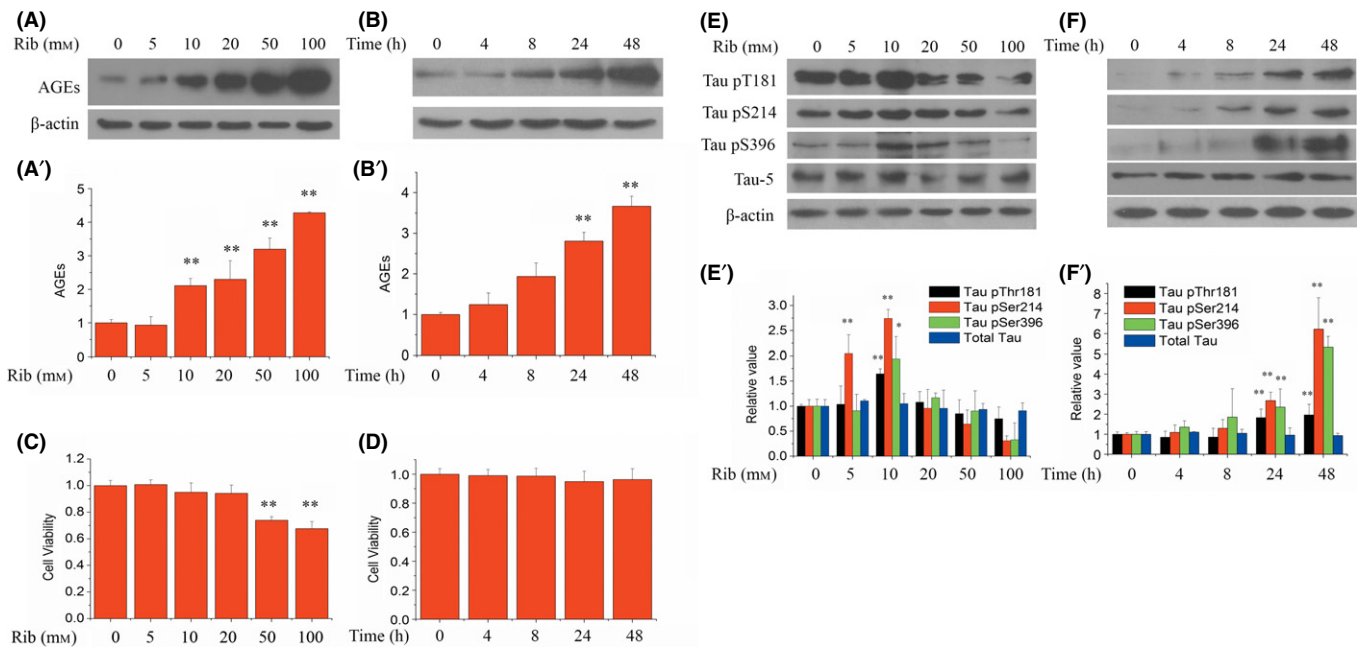 (A)
Rib (mM) 0 5 10 20 50 100
AGEs
β-actin
(B)
Time (h) 0 4 8 24 48
(A′)
AGEs
5
4
3
2
1
0
** ** ** **
Rib (mM) 0 5 10 20 50 100
(B′)
AGEs
4
3
2
1
0
** **
Time (h) 0 4 8 24 48
(C)
Cell Viability
1.2
1.0
0.8
0.6
0.4
0.2
0.0
** **
Rib (mM) 0 5 10 20 50 100
(D)
Cell Viability
1.2
1.0
0.8
0.6
0.4
0.2
0.0
Time (h) 0 4 8 24 48
(E)
Rib (mM) 0 5 10 20 50 100
Tau pT181
Tau pS214
Tau pS396
Tau-5
β-actin
(F)
Time (h) 0 4 8 24 48
(E′)
Relative value
3.0
2.5
2.0
1.5
1.0
0.5
0.0
** ** ** *
Tau pThr181
Tau pSer214
Tau pSer396
Total Tau
Rib (mM) 0 5 10 20 50 100
(F′)
Relative value
8
7
6
5
4
3
2
1
0
Tau pThr181
Tau pSer214
Tau pSer396
Total Tau
** ** ** ** ** **
Time (h) 0 4 8 24 48